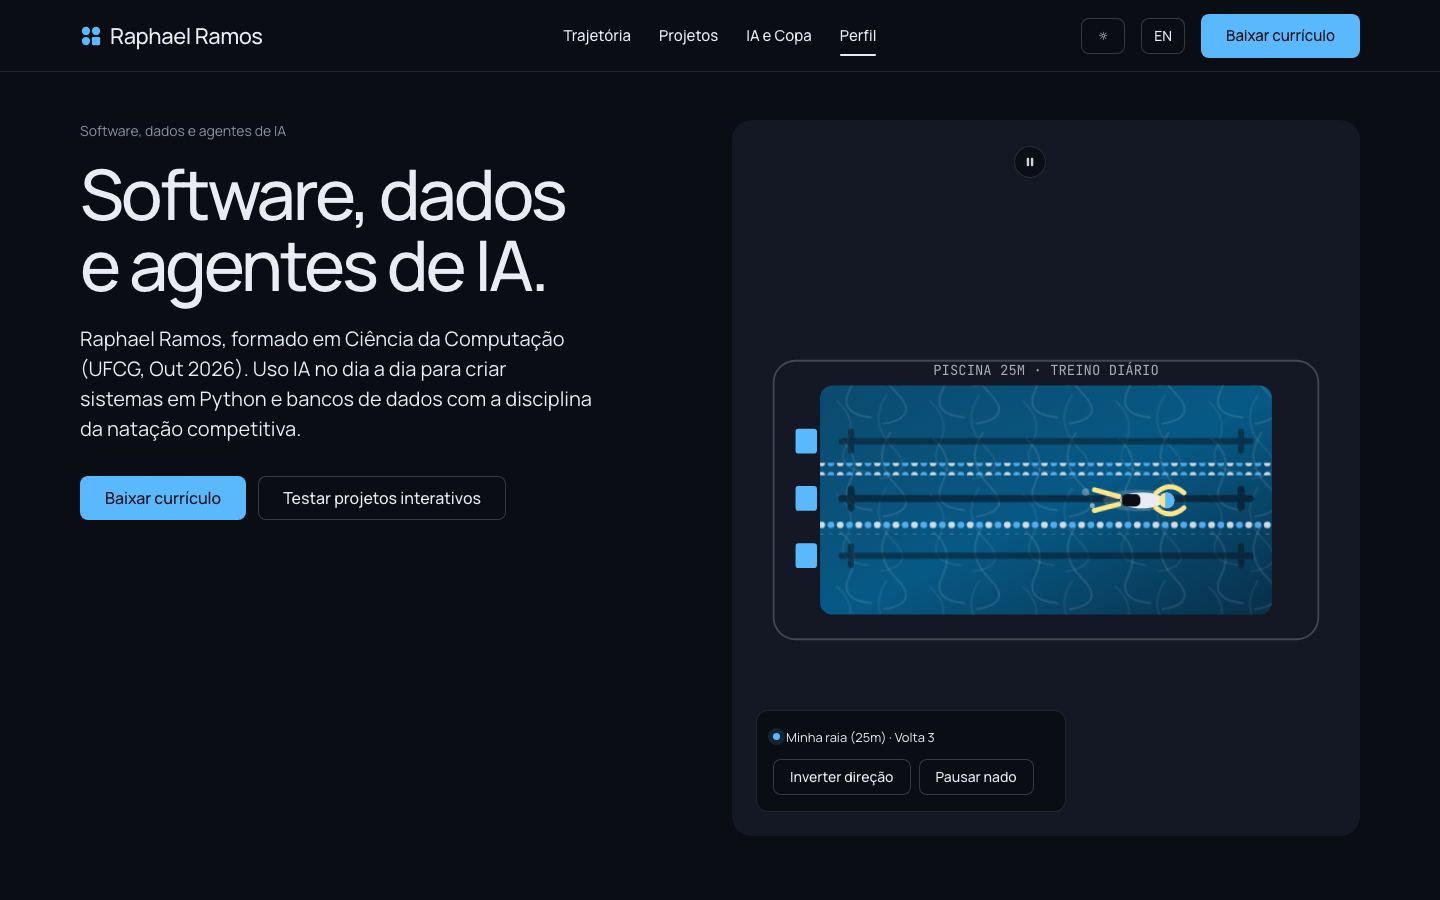 Raphael Ramos
Trajetória
Projetos
IA e Copa
Perfil
EN
Baixar currículo
Software, dados e agentes de IA
Software, dados
e agentes de IA.
Raphael Ramos, formado em Ciência da Computação
(UFCG, Out 2026). Uso IA no dia a dia para criar
sistemas em Python e bancos de dados com a disciplina
da natação competitiva.
Baixar currículo
Testar projetos interativos
PISCINA 25M · TREINO DIÁRIO
Minha raia (25m) · Volta 3
Inverter direção
Pausar nado